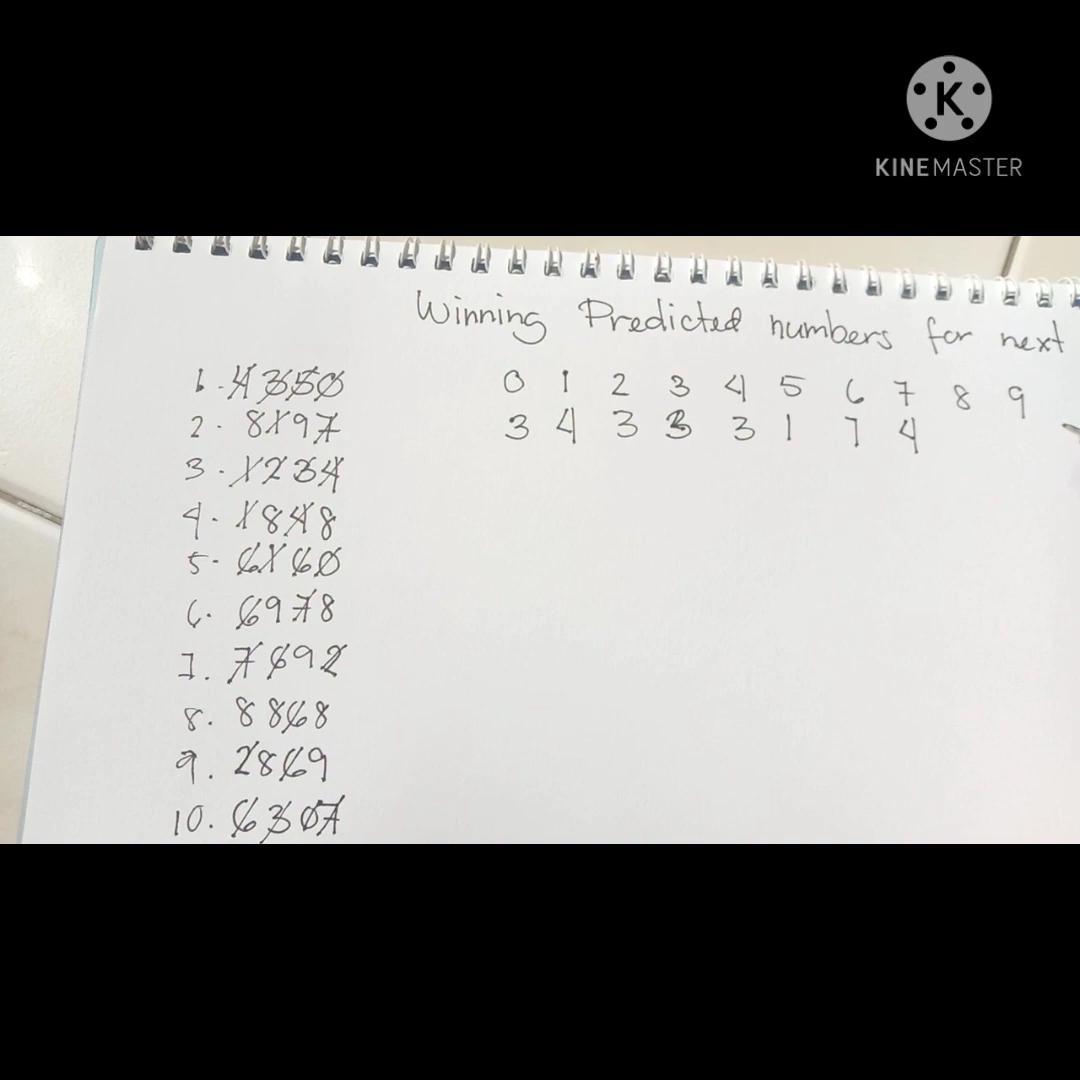 KINEMASTER
Winning Predicted numbers for next
1. 4350
2. 8197
3. 1234
4. 1848
5. 6160
6. 6978
7. 7692
8. 8868
9. 2869
10. 6307
0 1 2 3 4 5 6 7 8 9
3 4 3 3 3 1 7 4